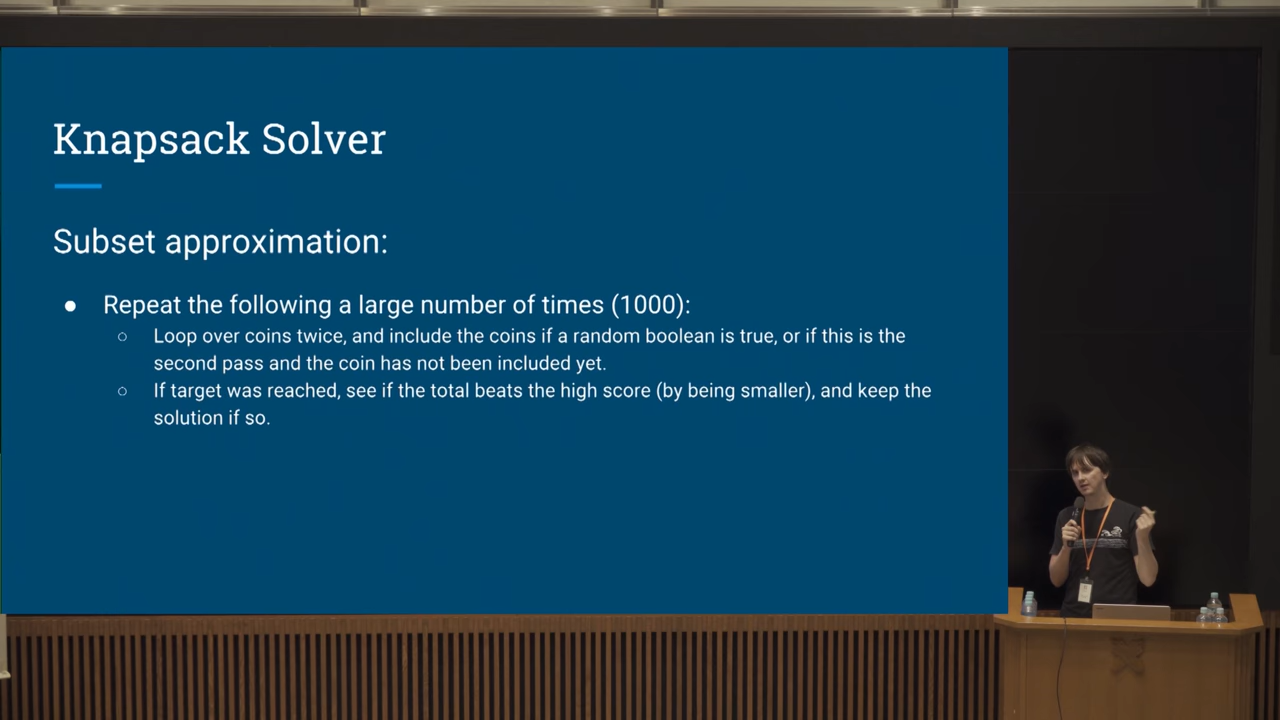 Knapsack Solver
Subset approximation:
● Repeat the following a large number of times (1000):
○ Loop over coins twice, and include the coins if a random boolean is true, or if this is the
second pass and the coin has not been included yet.
○ If target was reached, see if the total beats the high score (by being smaller), and keep the
solution if so.